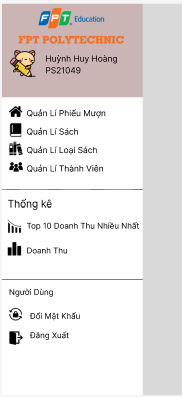 FPT. Education
FPT POLYTECHNIC
Huỳnh Huy Hoàng
PS21049
Quản Lí Phiếu Mượn
Quản Lí Sách
Quản Lí Loại Sách
Quản Lí Thành Viên
Thống kê
Top 10 Doanh Thu Nhiều Nhất
Doanh Thu
Người Dùng
Đổi Mật Khẩu
Đăng Xuất